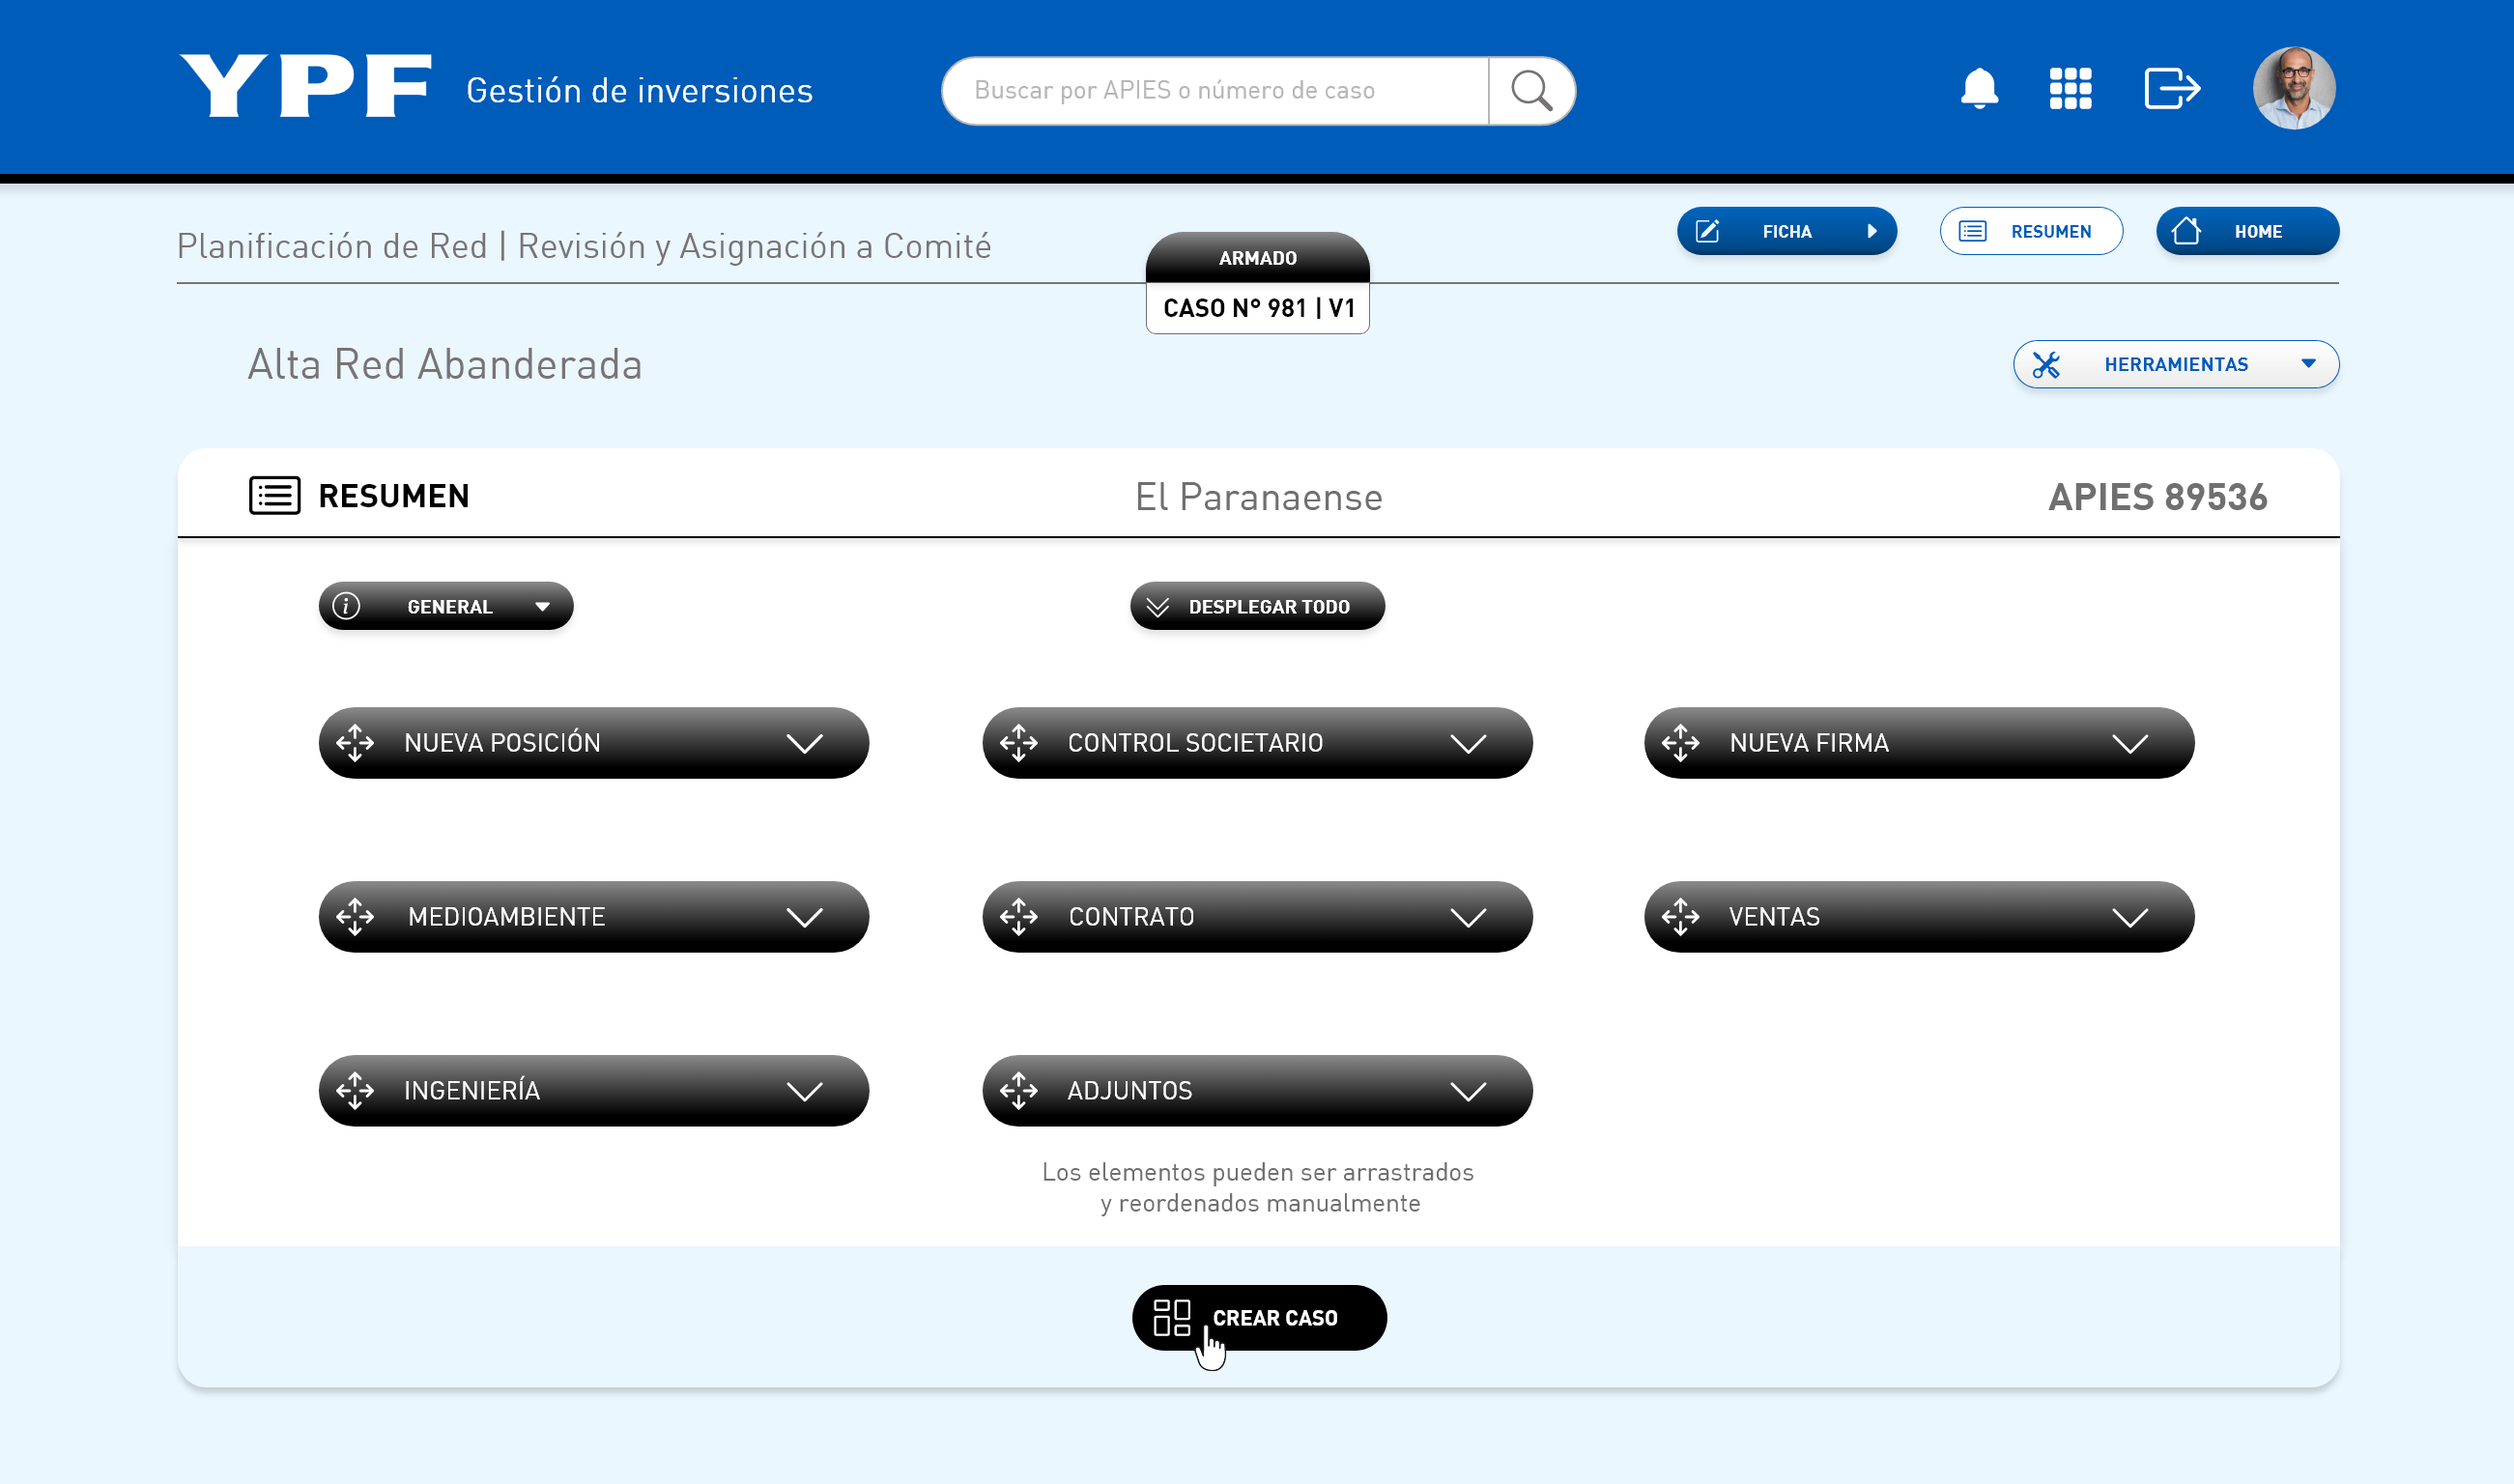 YPF Gestión de inversiones
Buscar por APIES o número de caso
FICHA
RESUMEN
HOME
Planificación de Red | Revisión y Asignación a Comité
ARMADO
CASO N° 981 | V1
Alta Red Abanderada
HERRAMIENTAS
RESUMEN
El Paranaense
APIES 89536
GENERAL
DESPLEGAR TODO
NUEVA POSICIÓN
CONTROL SOCIETARIO
NUEVA FIRMA
MEDIOAMBIENTE
CONTRATO
VENTAS
INGENIERÍA
ADJUNTOS
Los elementos pueden ser arrastrados
y reordenados manualmente
CREAR CASO